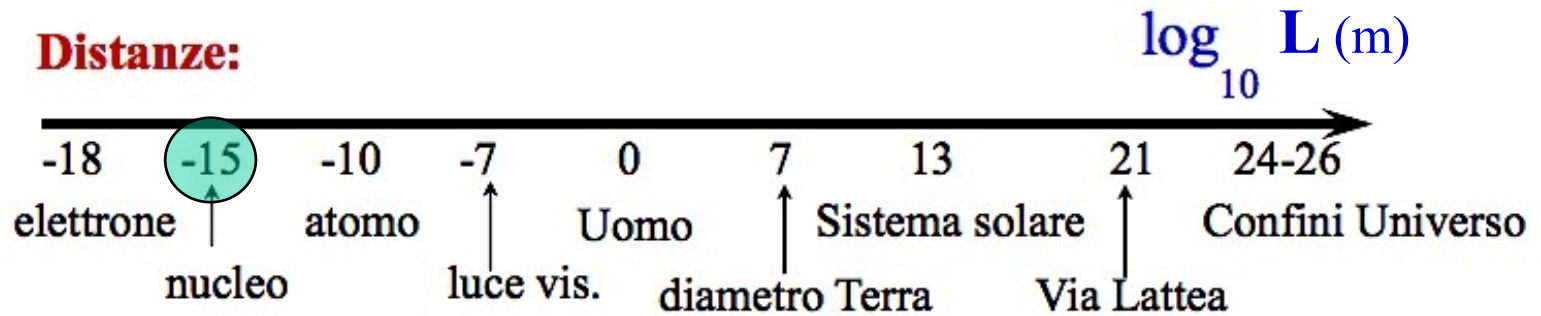 Distanze:
log10 L (m)
-18 -15 -10 -7 0 7 13 21 24-26
elettrone atomo Uomo Sistema solare Confini Universo
nucleo luce vis. diametro Terra Via Lattea